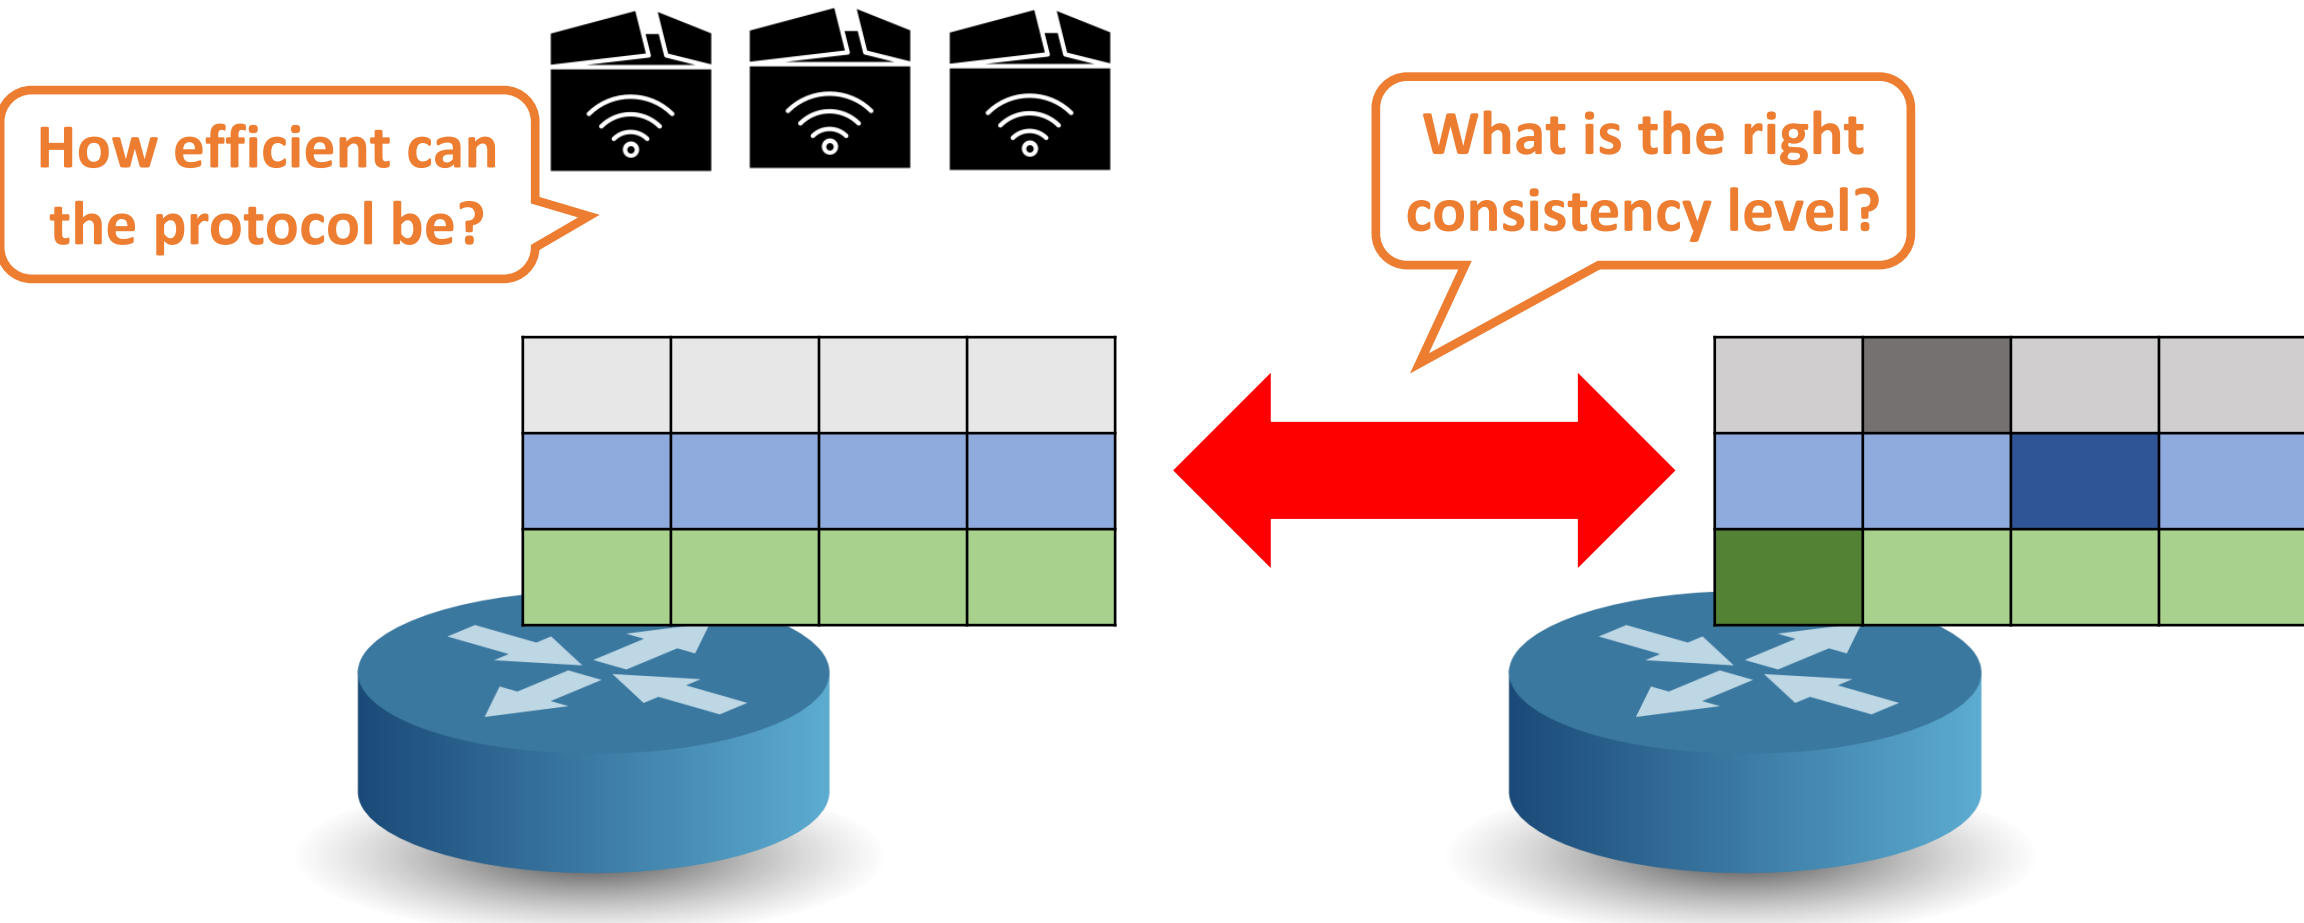 How efficient can
the protocol be?
What is the right
consistency level?